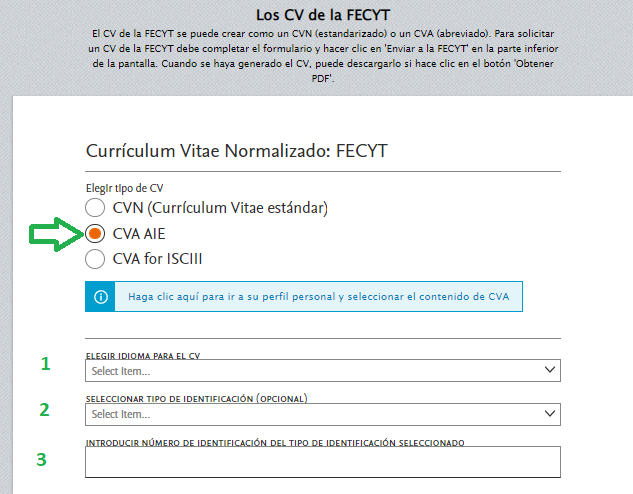 Los CV de la FECYT
El CV de la FECYT se puede crear como un CVN (estandarizado) o un CVA (abreviado). Para solicitar
un CV de la FECYT debe completar el formulario y hacer clic en 'Enviar a la FECYT' en la parte inferior
de la pantalla. Cuando se haya generado el CV, puede descargarlo si hace clic en el botón 'Obtener
PDF'.
Currículum Vitae Normalizado: FECYT
Elegir tipo de CV
CVN (Currículum Vitae estándar)
CVA AIE
CVA for ISCIII
Haga clic aquí para ir a su perfil personal y seleccionar el contenido de CVA
1
ELEGIR IDIOMA PARA EL CV
Select Item...
2
SELECCIONAR TIPO DE IDENTIFICACIÓN (OPCIONAL)
Select Item...
3
INTRODUCIR NÚMERO DE IDENTIFICACIÓN DEL TIPO DE IDENTIFICACIÓN SELECCIONADO